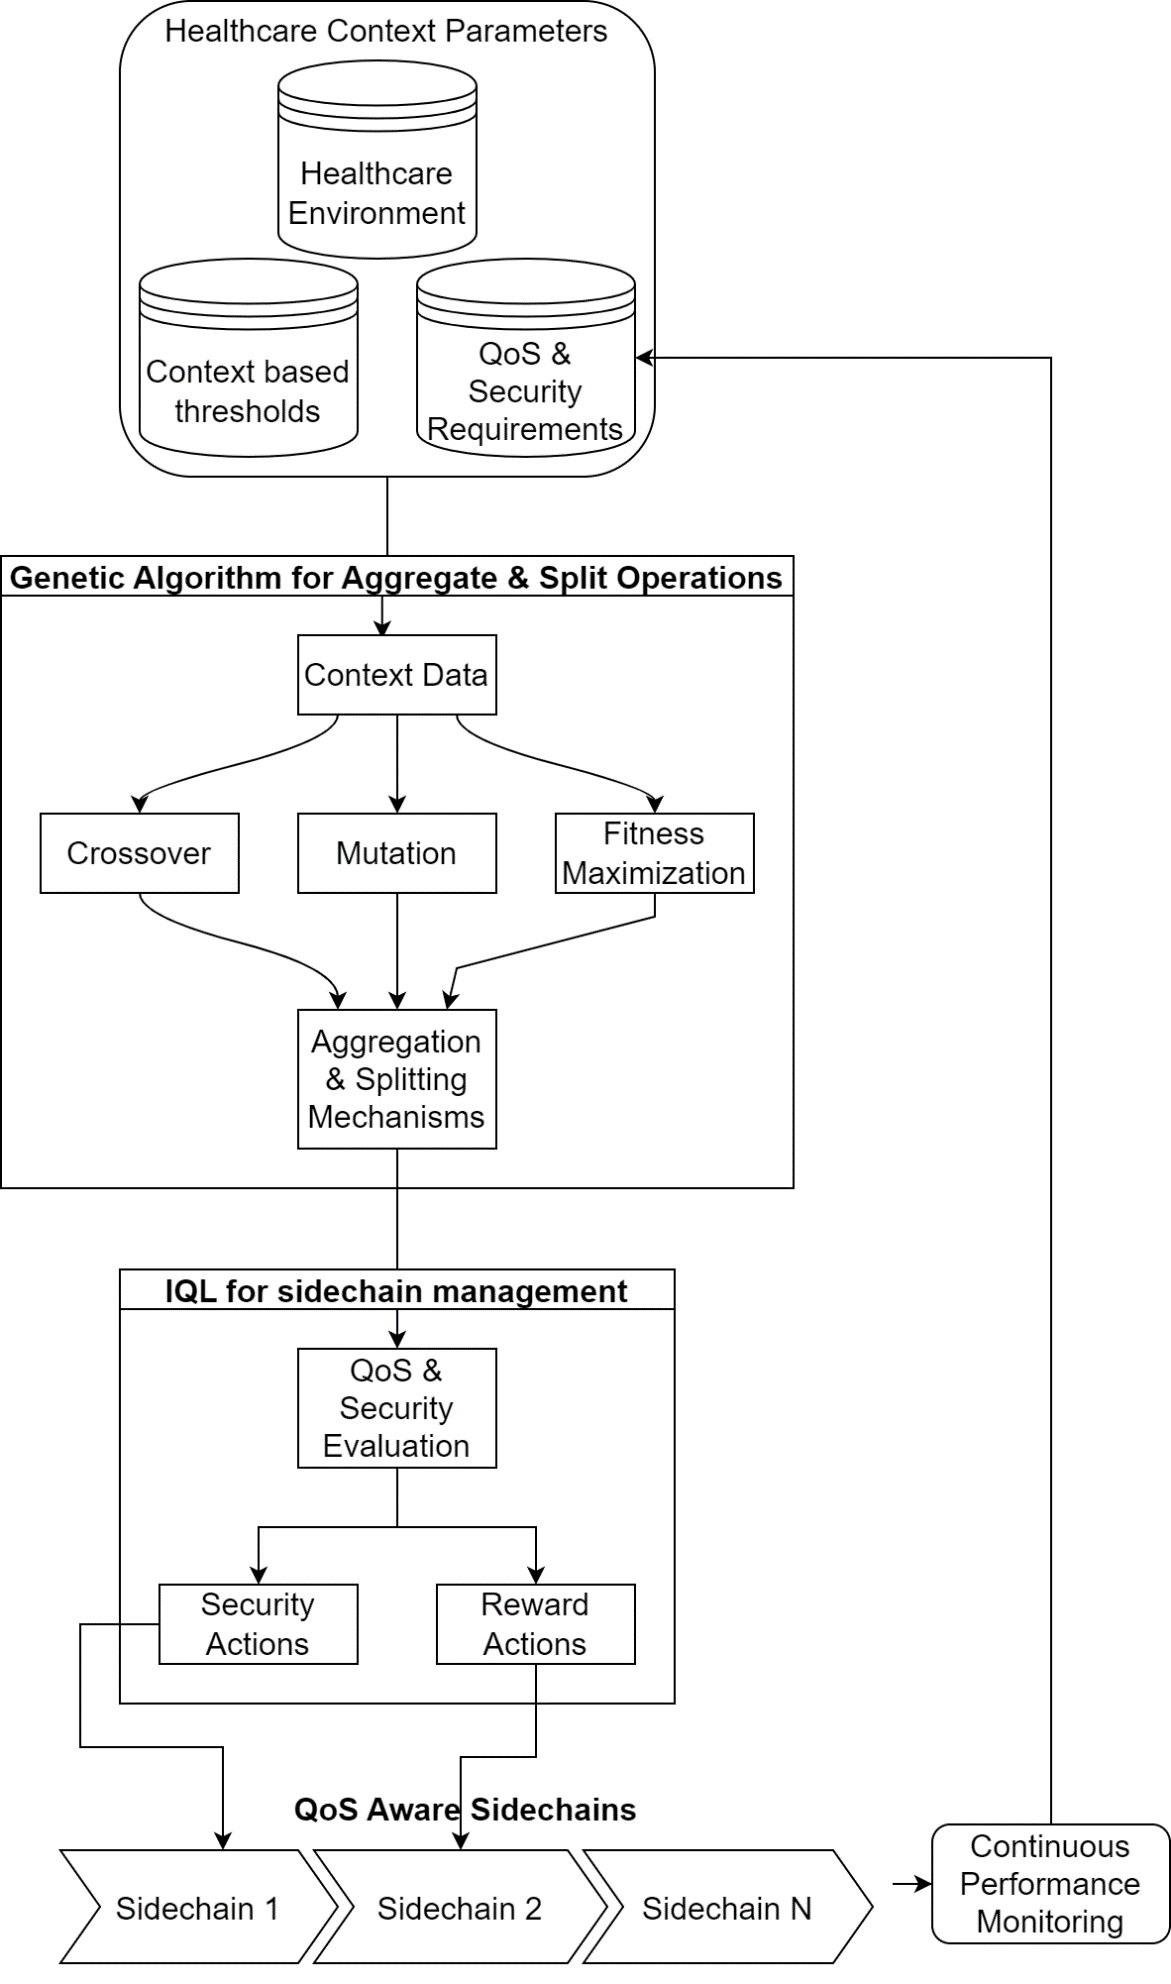 Healthcare Context Parameters
Healthcare
Environment
Context based
thresholds
QoS &
Security
Requirements
Genetic Algorithm for Aggregate & Split Operations
Context Data
Crossover
Mutation
Fitness
Maximization
Aggregation
& Splitting
Mechanisms
IQL for sidechain management
QoS &
Security
Evaluation
Security
Actions
Reward
Actions
QoS Aware Sidechains
Sidechain 1
Sidechain 2
Sidechain N
Continuous
Performance
Monitoring